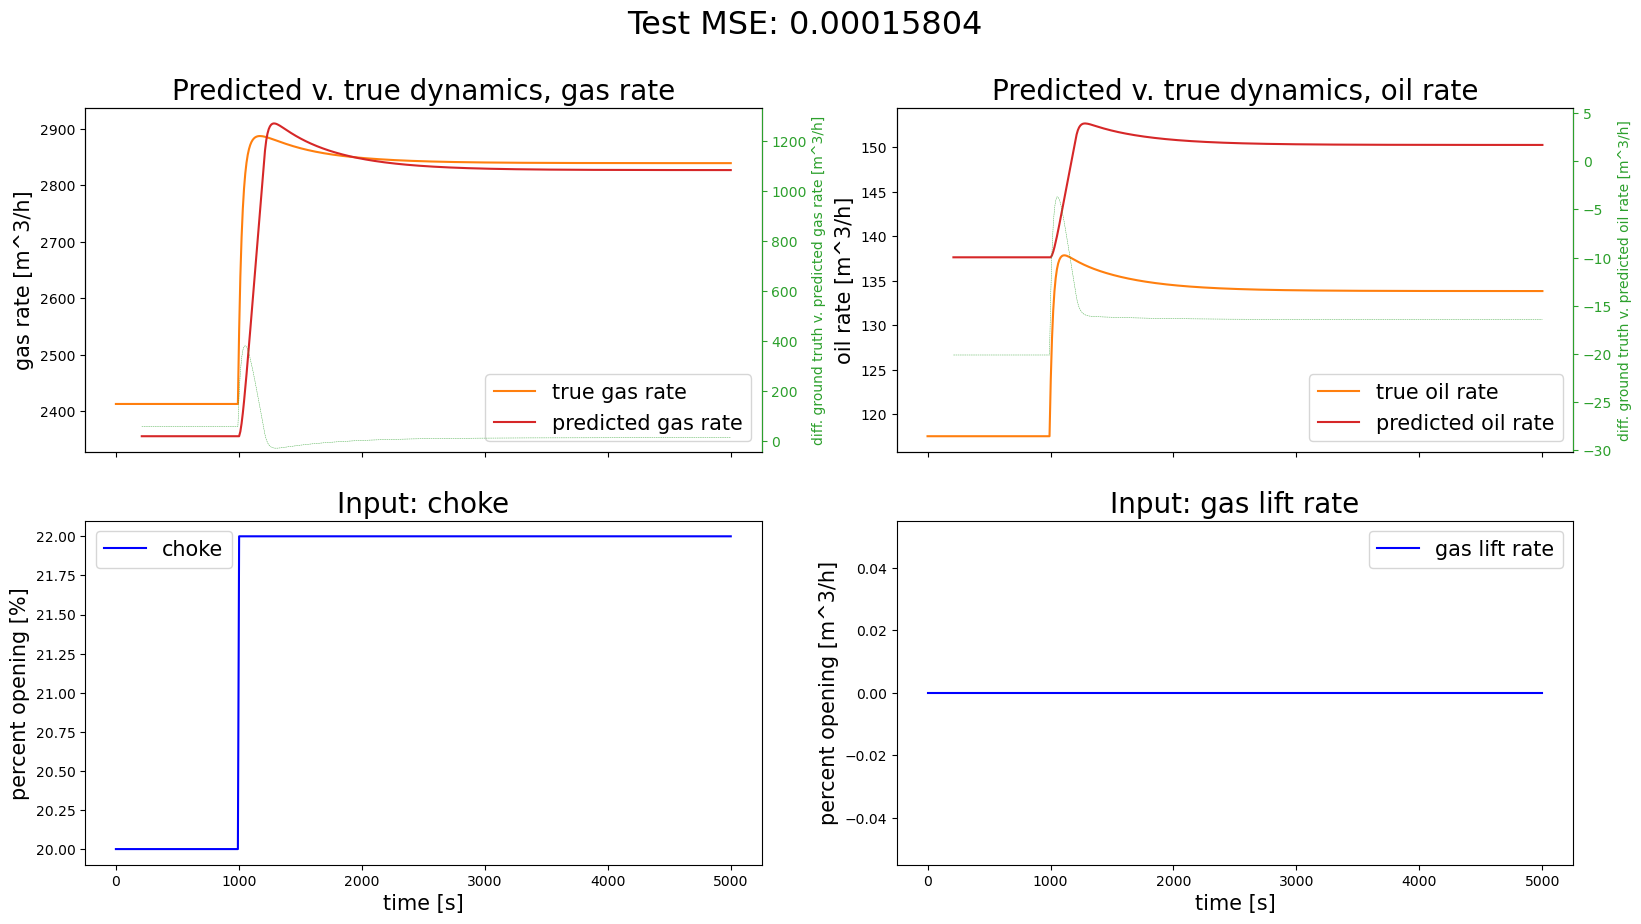 Test MSE: 0.00015804
Predicted v. true dynamics, gas rate
gas rate [m^3/h]
2900
2800
2700
2600
2500
2400
1200
1000
800
600
400
200
0
diff. ground truth v. predicted gas rate [m^3/h]
true gas rate
predicted gas rate
Predicted v. true dynamics, oil rate
oil rate [m^3/h]
150
145
140
135
130
125
120
5
0
−5
−10
−15
−20
−25
−30
diff. ground truth v. predicted oil rate [m^3/h]
true oil rate
predicted oil rate
Input: choke
percent opening [%]
22.00
21.75
21.50
21.25
21.00
20.75
20.50
20.25
20.00
choke
0 1000 2000 3000 4000 5000
time [s]
Input: gas lift rate
percent opening [m^3/h]
0.04
0.02
0.00
−0.02
−0.04
gas lift rate
0 1000 2000 3000 4000 5000
time [s]